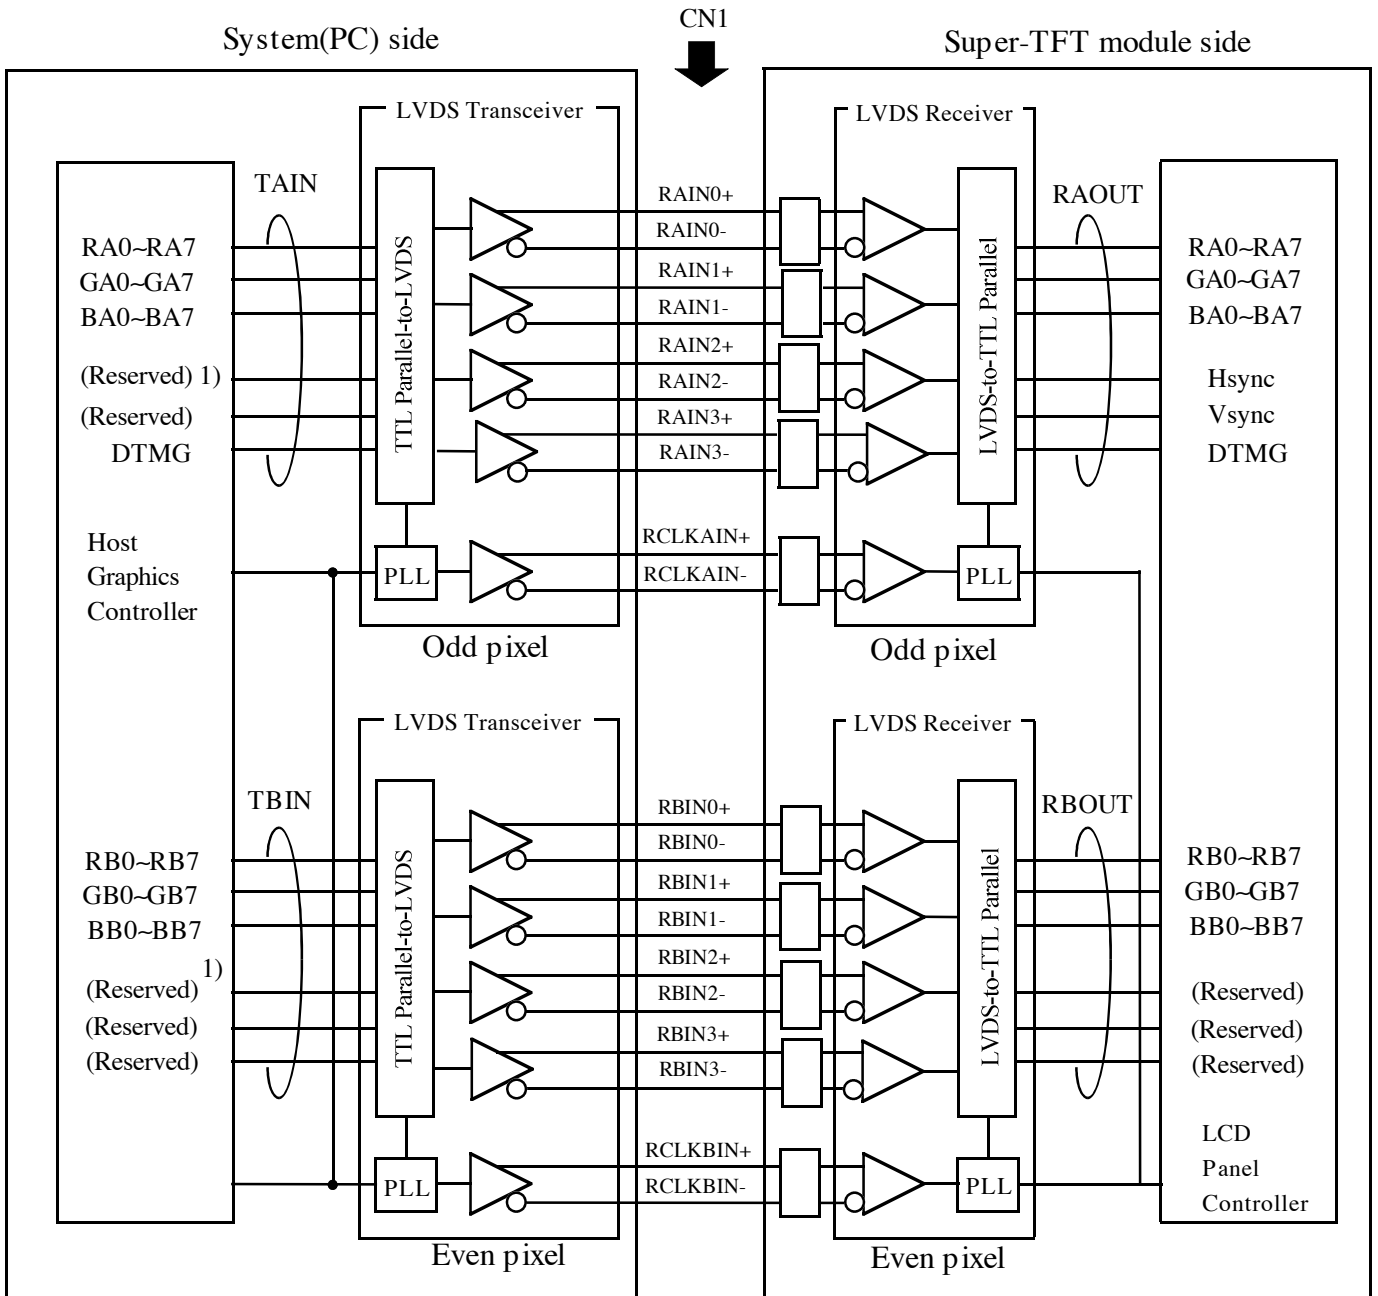 CN1
System(PC) side
Super-TFT module side
LVDS Transceiver
LVDS Receiver
TAIN
RAOUT
RA0~RA7
GA0~GA7
BA0~BA7
(Reserved) 1)
(Reserved)
DTMG
Host
Graphics
Controller
TTL Parallel-to-LVDS
PLL
RAIN0+
RAIN0-
RAIN1+
RAIN1-
RAIN2+
RAIN2-
RAIN3+
RAIN3-
RCLKAIN+
RCLKAIN-
LVDS-to-TTL Parallel
PLL
RA0~RA7
GA0~GA7
BA0~BA7
Hsync
Vsync
DTMG
Odd pixel
Odd pixel
LVDS Transceiver
LVDS Receiver
TBIN
RBOUT
RB0~RB7
GB0~GB7
BB0~BB7
1)
(Reserved)
(Reserved)
(Reserved)
TTL Parallel-to-LVDS
PLL
RBIN0+
RBIN0-
RBIN1+
RBIN1-
RBIN2+
RBIN2-
RBIN3+
RBIN3-
RCLKBIN+
RCLKBIN-
LVDS-to-TTL Parallel
PLL
RB0~RB7
GB0~GB7
BB0~BB7
(Reserved)
(Reserved)
(Reserved)
LCD
Panel
Controller
Even pixel
Even pixel